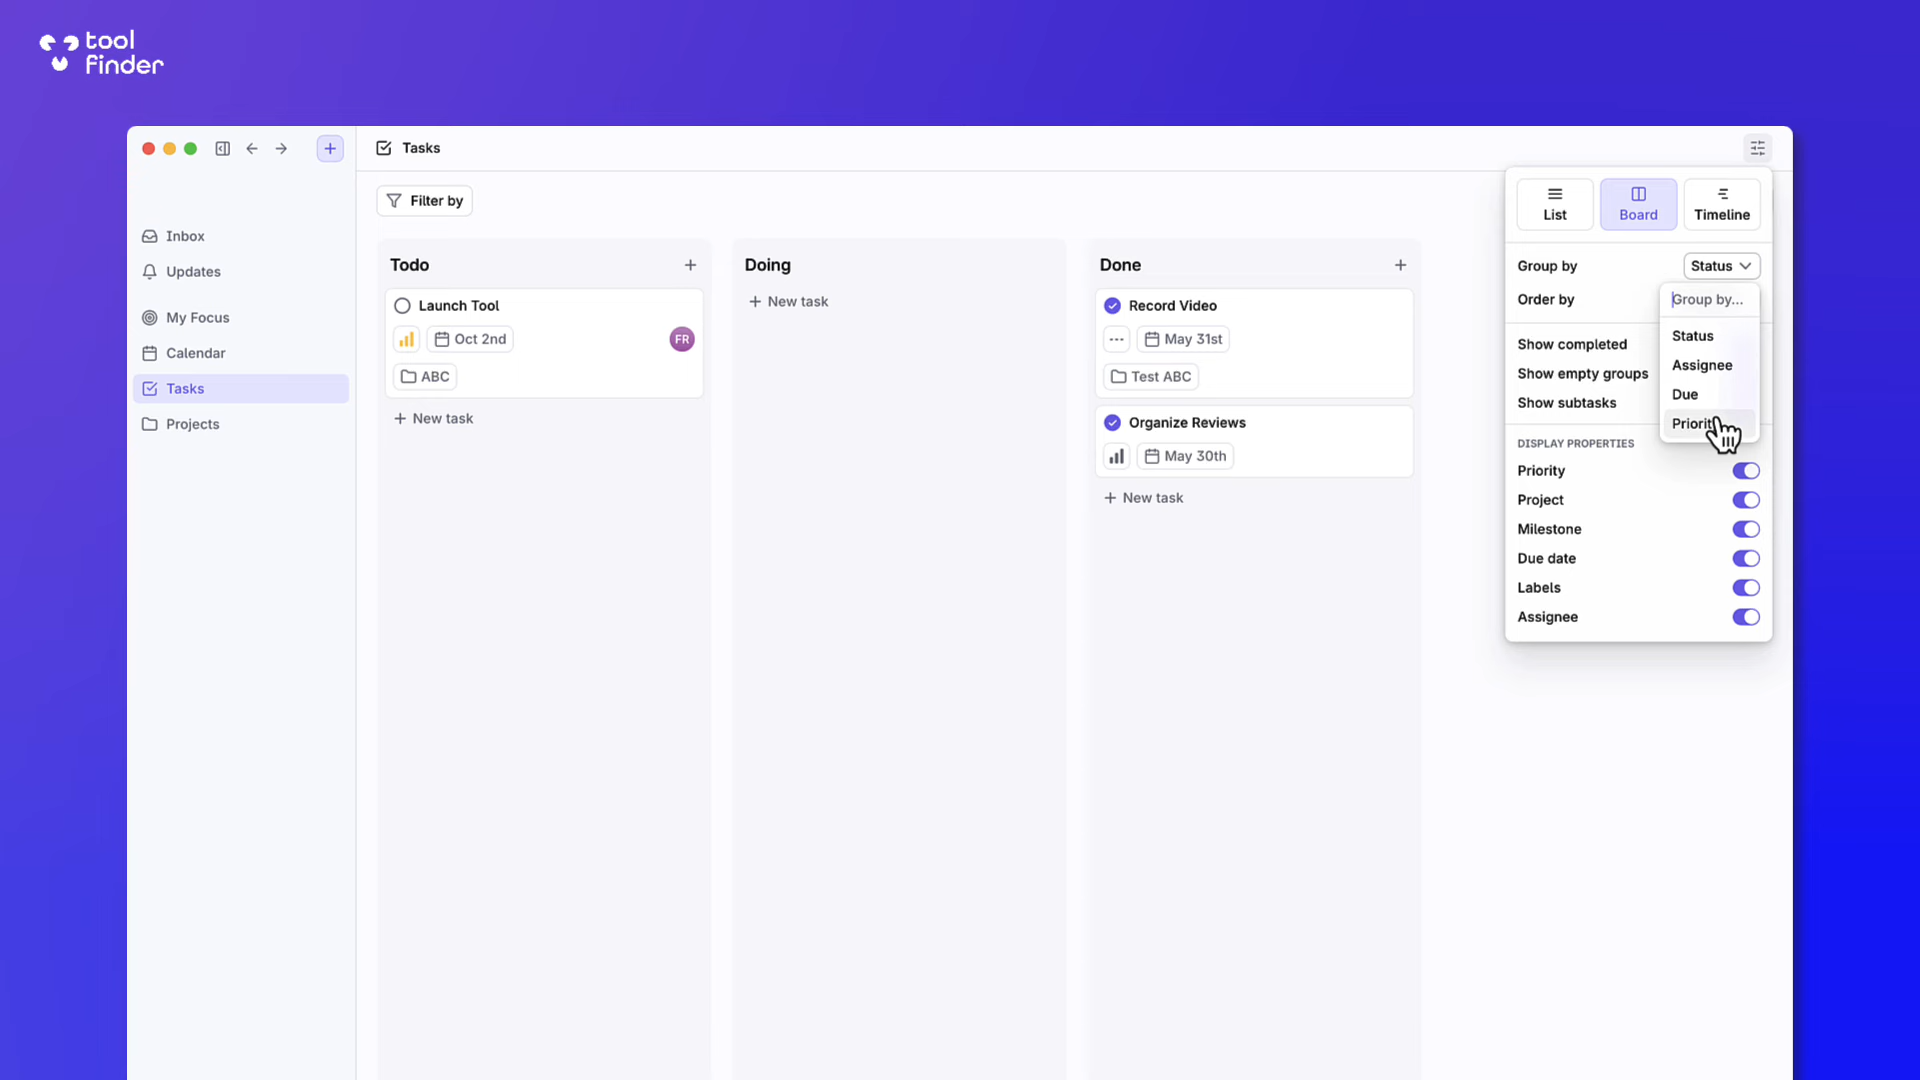 tool
finder
Tasks
Filter by
Inbox
Updates
My Focus
Calendar
Tasks
Projects
Todo
Launch Tool
Oct 2nd
FR
ABC
+ New task
Doing
+ New task
Done
Record Video
May 31st
Test ABC
Organize Reviews
May 30th
+ New task
List
Board
Timeline
Group by
Status
Order by
Group by...
Status
Assignee
Due
Show completed
Show empty groups
Show subtasks
DISPLAY PROPERTIES
Priority
Project
Milestone
Due date
Labels
Assignee